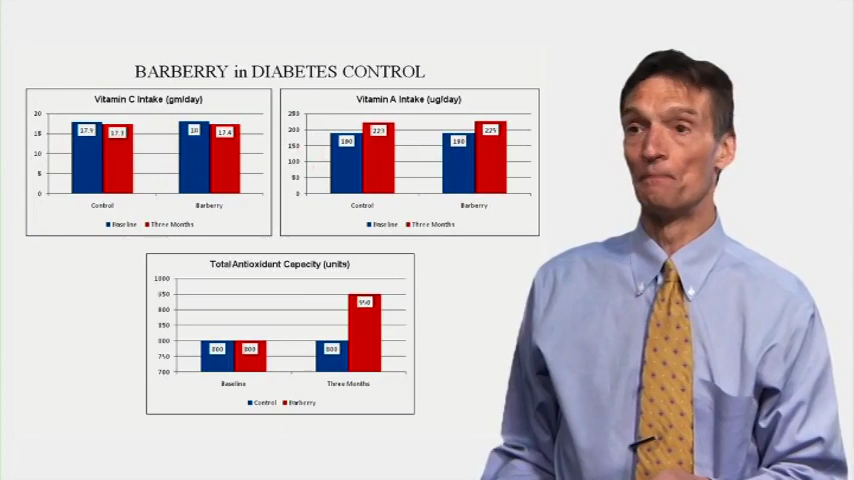 BARBERRY in DIABETES CONTROL
Vitamin C Intake (gm/day)
20
15
10
5
0
17.9
17.3
18
17.4
Control
Barberry
Baseline
Three Months
Vitamin A Intake (ug/day)
250
200
150
100
50
0
223
225
Control
Barberry
Baseline
Three Months
Total Antioxidant Capacity (units)
1000
950
900
850
800
750
700
800
800
800
950
Baseline
Three Months
Control
Barberry